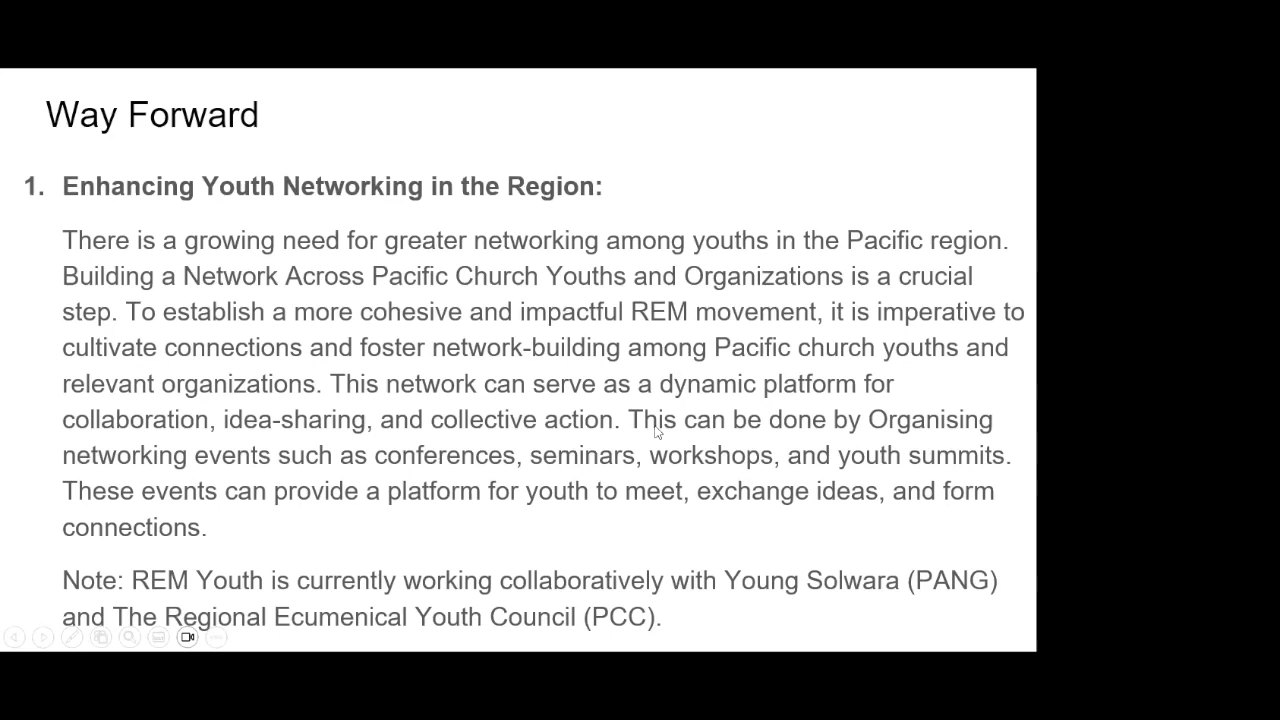 Way Forward
1. Enhancing Youth Networking in the Region:
There is a growing need for greater networking among youths in the Pacific region.
Building a Network Across Pacific Church Youths and Organizations is a crucial
step. To establish a more cohesive and impactful REM movement, it is imperative to
cultivate connections and foster network-building among Pacific church youths and
relevant organizations. This network can serve as a dynamic platform for
collaboration, idea-sharing, and collective action. This can be done by Organising
networking events such as conferences, seminars, workshops, and youth summits.
These events can provide a platform for youth to meet, exchange ideas, and form
connections.
Note: REM Youth is currently working collaboratively with Young Solwara (PANG)
and The Regional Ecumenical Youth Council (PCC).